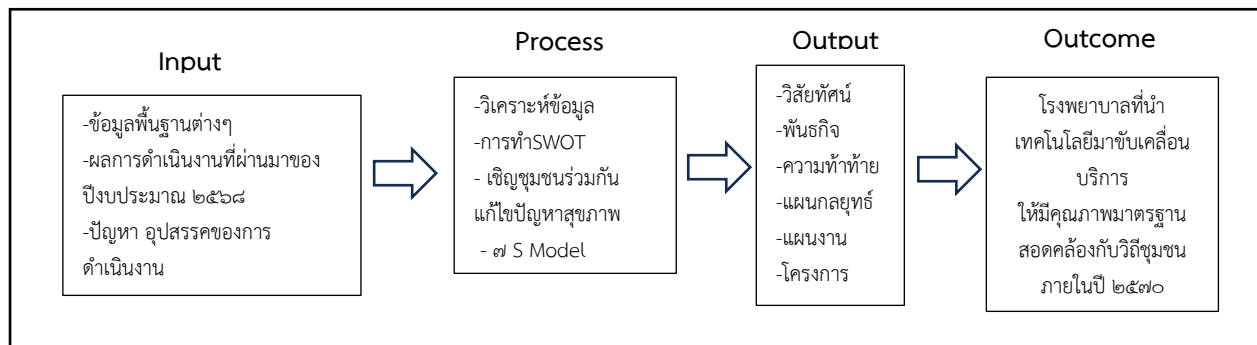 Input
-ข้อมูลพื้นฐานต่างๆ
-ผลการดำเนินงานที่ผ่านมาของ
ปีงบประมาณ ๒๕๖๘
-ปัญหา อุปสรรคของการ
ดำเนินงาน
Process
-วิเคราะห์ข้อมูล
-การทำSWOT
- เชิญชุมชนร่วมกัน
แก้ไขปัญหาสุขภาพ
- ๗ S Model
Output
-วิสัยทัศน์
-พันธกิจ
-ความท้าทาย
-แผนกลยุทธ์
-แผนงาน
-โครงการ
Outcome
โรงพยาบาลที่นำ
เทคโนโลยีมาขับเคลื่อน
บริการ
ให้มีคุณภาพมาตรฐาน
สอดคล้องกับวิถีชุมชน
ภายในปี ๒๕๗๐